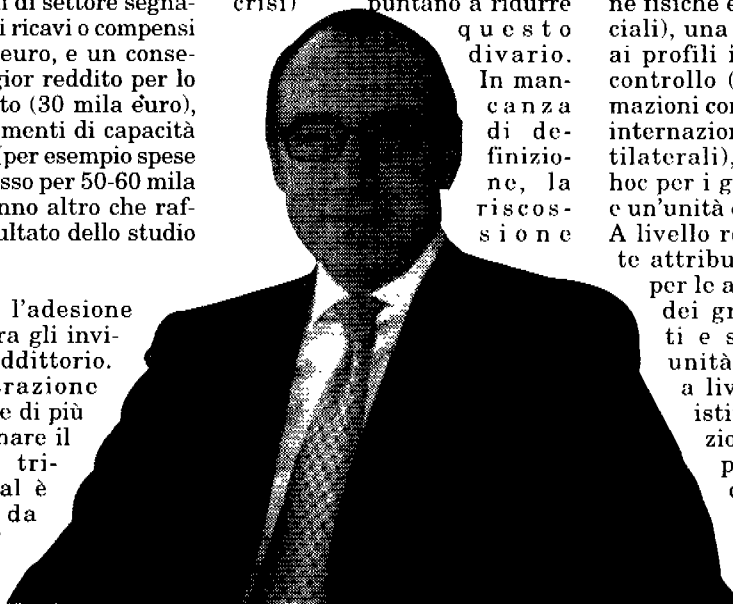 i di settore segna-
i ricavi o compensi
euro, e un conse-
gior reddito per lo
to (30 mila euro),
menti di capacità
(per esempio spese
sso per 50-60 mila
nno altro che raf-
ultato dello studio
l'adesione
ra gli invi-
ddittorio.
razione
e di più
nare il
tri-
al è
da
crisi)
puntano a ridurre
questo
divario.
In man-
canza
di de-
finizio-
ne, la
riscos-
sione
ne fisiche e
ciali), una
ai profili i
controllo (
mazioni con
internazion
tilaterali),
hoc per i g
e un'unità
A livello re
te attribu
per le a
dei gr
ti e s
unità
a liv
isti
zio
p